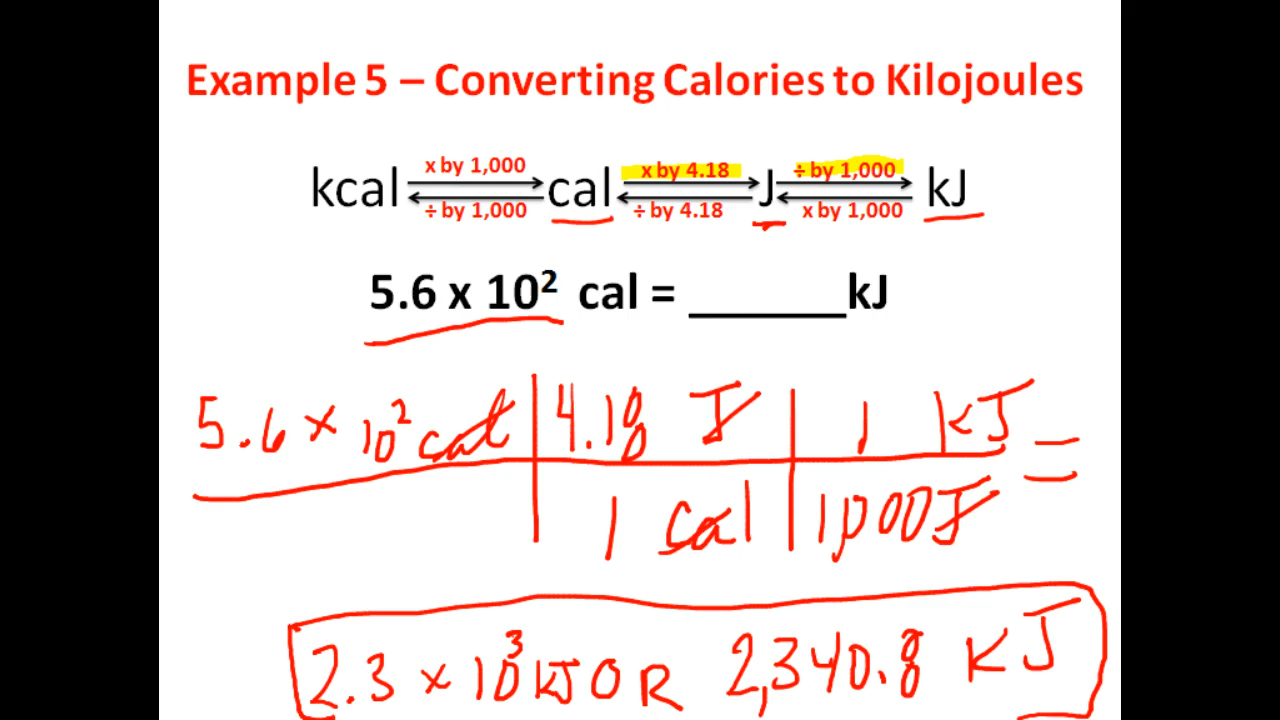 Example 5 – Converting Calories to Kilojoules
x by 1,000 x by 4.18 ÷ by 1,000
kcal cal J kJ
÷ by 1,000 ÷ by 4.18 x by 1,000
5.6 x 10² cal = ______kJ
5.6 x 10² cal 4.18 J 1 kJ =
1 cal 1,000 J
2.3 x 10³ kJ OR 2,340.8 KJ